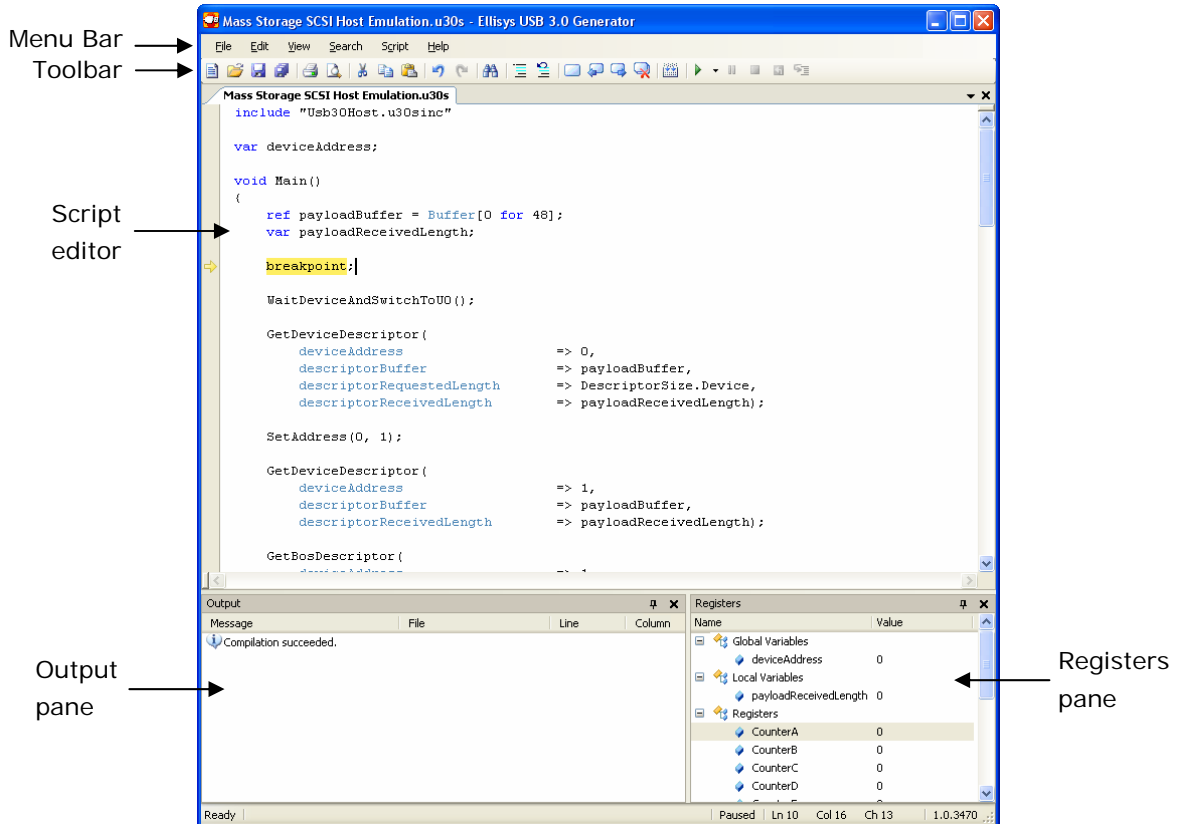 Menu Bar
Toolbar
Script
editor
Output
pane
Registers
pane
Mass Storage SCSI Host Emulation.u30s - Ellisys USB 3.0 Generator
File Edit View Search Script Help
Mass Storage SCSI Host Emulation.u30s
include "Usb30Host.u30sinc"
var deviceAddress;
void Main()
{
ref payloadBuffer = Buffer[0 for 48];
var payloadReceivedLength;
breakpoint;
WaitDeviceAndSwitchToU0();
GetDeviceDescriptor(
deviceAddress => 0,
descriptorBuffer => payloadBuffer,
descriptorRequestedLength => DescriptorSize.Device,
descriptorReceivedLength => payloadReceivedLength);
SetAddress(0, 1);
GetDeviceDescriptor(
deviceAddress => 1,
descriptorBuffer => payloadBuffer,
descriptorReceivedLength => payloadReceivedLength);
GetBosDescriptor(
Output
Message File Line Column
Compilation succeeded.
Registers
Name Value
Global Variables
deviceAddress 0
Local Variables
payloadReceivedLength 0
Registers
CounterA 0
CounterB 0
CounterC 0
CounterD 0
Ready Paused Ln 10 Col 16 Ch 13 1.0.3470